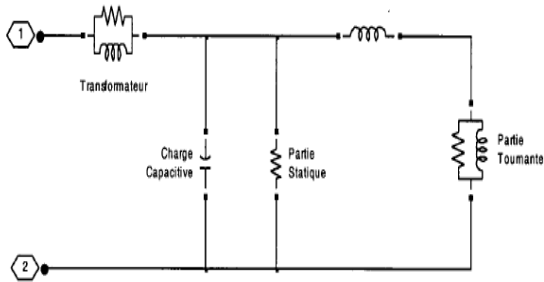 1
Transformateur
Charge
Capacitive
Partie
Statique
Partie
Tournante
2